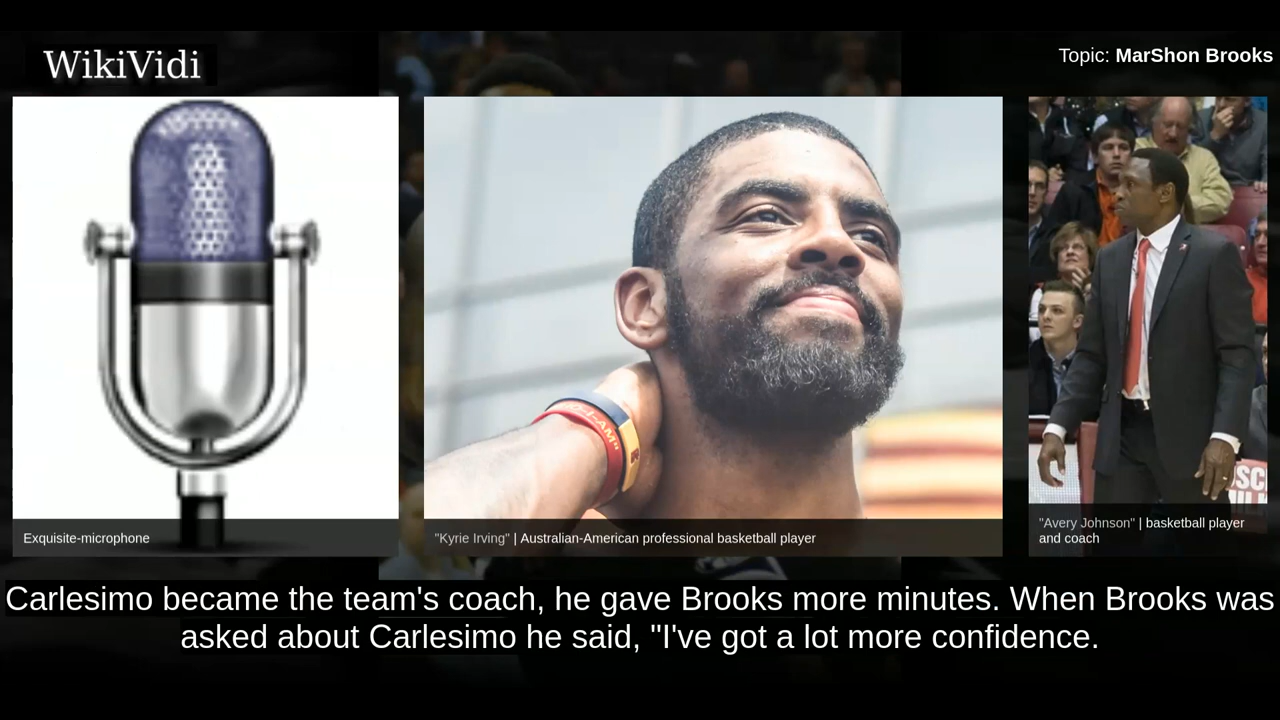 WikiVidi
Topic: MarShon Brooks
Exquisite-microphone
"Kyrie Irving" | Australian-American professional basketball player
"Avery Johnson" | basketball player
and coach
Carlesimo became the team's coach, he gave Brooks more minutes. When Brooks was
asked about Carlesimo he said, "I've got a lot more confidence.